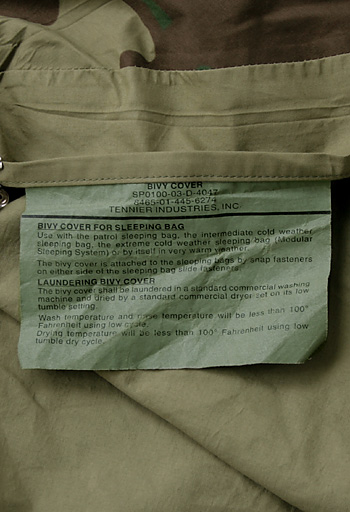 BIVY COVER
SP0100-03-D-4047
8465-01-445-6274
TENNIER INDUSTRIES, INC
BIVY COVER FOR SLEEPING BAG
Use with the patrol sleeping bag, the intermediate cold weather
sleeping bag, the extreme cold weather sleeping bag (Modular
Sleeping System) or by itself in very warm weather.
The bivy cover is attached to the sleeping bags by snap fasteners
on either side of the sleeping bag slide fasteners.
LAUNDERING BIVY COVER
The bivy cover shall be laundered in a standard commercial washing
machine and dried by a standard commercial dryer set on its low
tumble setting.
Wash temperature and rinse temperature will be less than 100°
Fahrenheit using low cycle.
Drying temperature will be less than 100° Fahrenheit using low
tumble dry cycle.